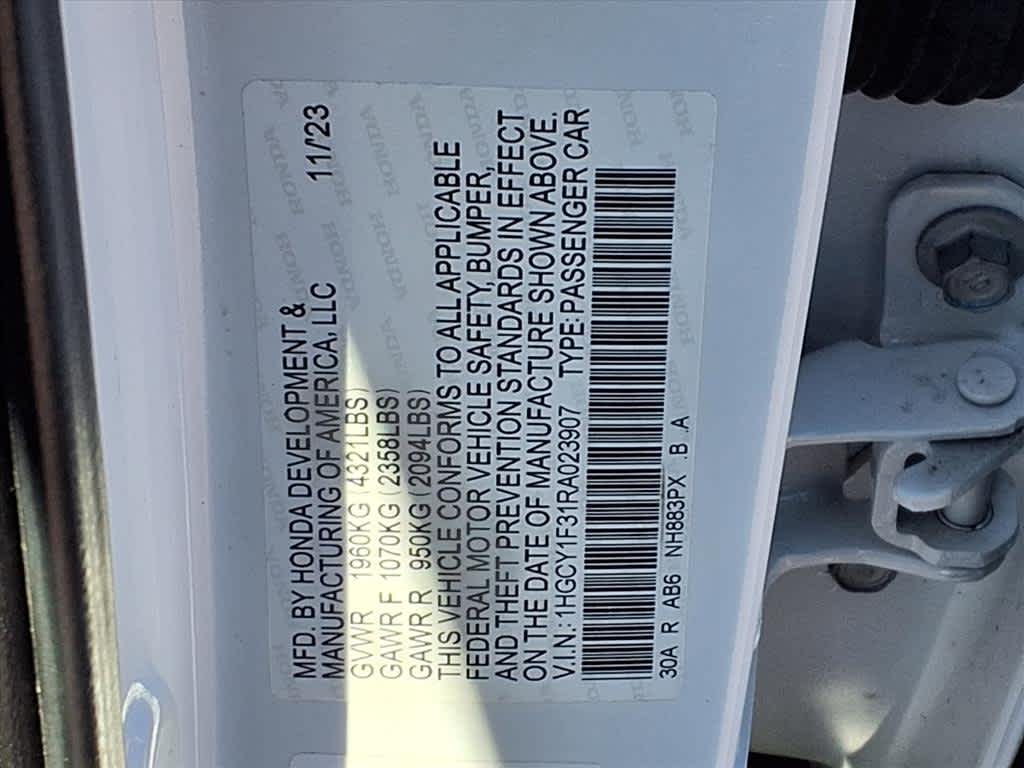 MFD. BY HONDA DEVELOPMENT &
MANUFACTURING OF AMERICA, LLC 11/'23
GVWR 1960KG (4321LBS)
GAWR F 1070KG (2358LBS)
GAWR R 950KG (2094LBS)
THIS VEHICLE CONFORMS TO ALL APPLICABLE
FEDERAL MOTOR VEHICLE SAFETY, BUMPER,
AND THEFT PREVENTION STANDARDS IN EFFECT
ON THE DATE OF MANUFACTURE SHOWN ABOVE.
V.I.N.: 1HGCY1F31RA023907 TYPE: PASSENGER CAR
30A R AB6 NH883PX .B .A